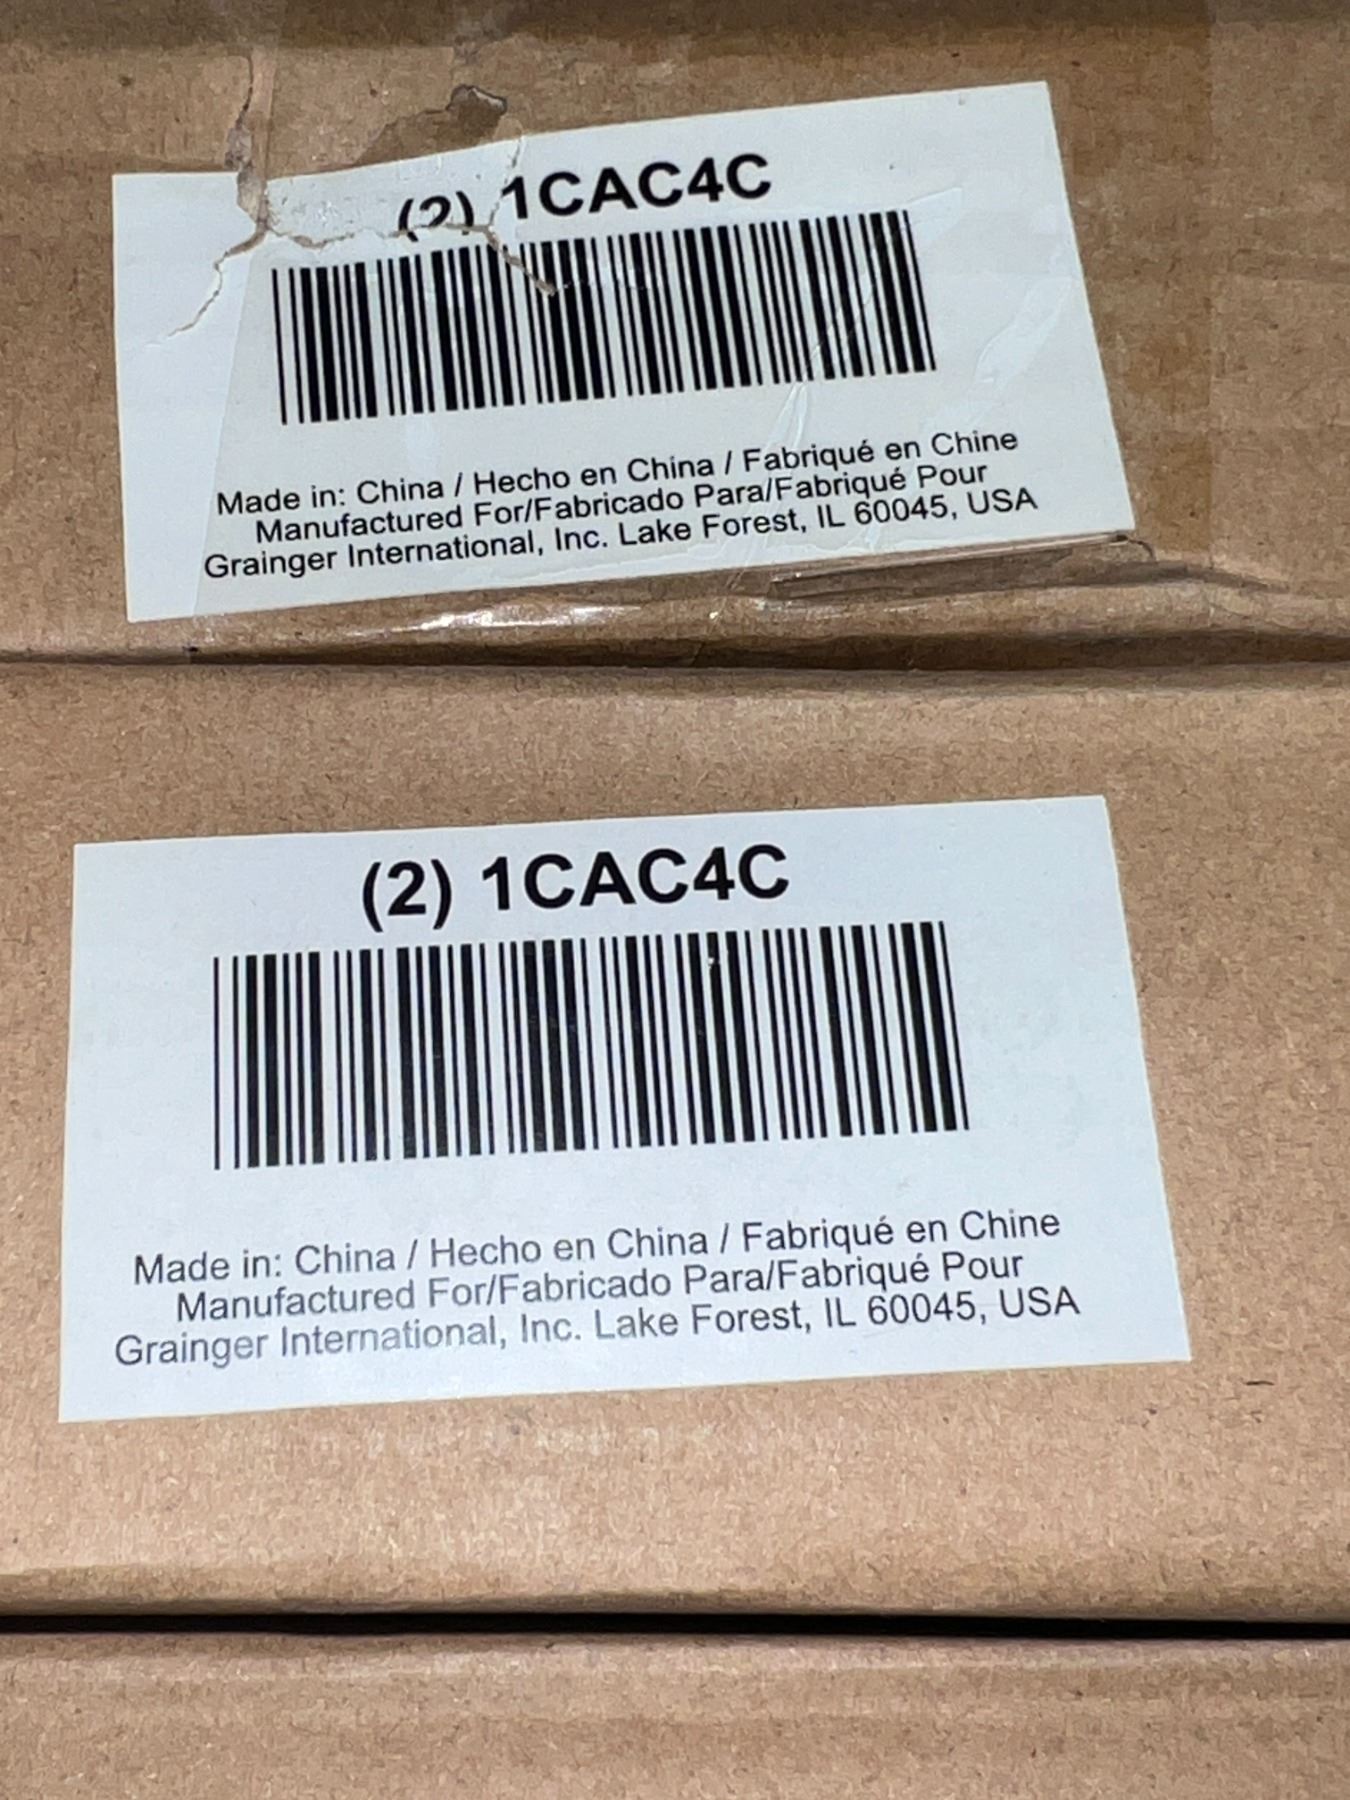 (2) 1CAC4C
Made in: China / Hecho en China / Fabriqué en Chine
Manufactured For/Fabricado Para/Fabriqué Pour
Grainger International, Inc. Lake Forest, IL 60045, USA
(2) 1CAC4C
Made in: China / Hecho en China / Fabriqué en Chine
Manufactured For/Fabricado Para/Fabriqué Pour
Grainger International, Inc. Lake Forest, IL 60045, USA